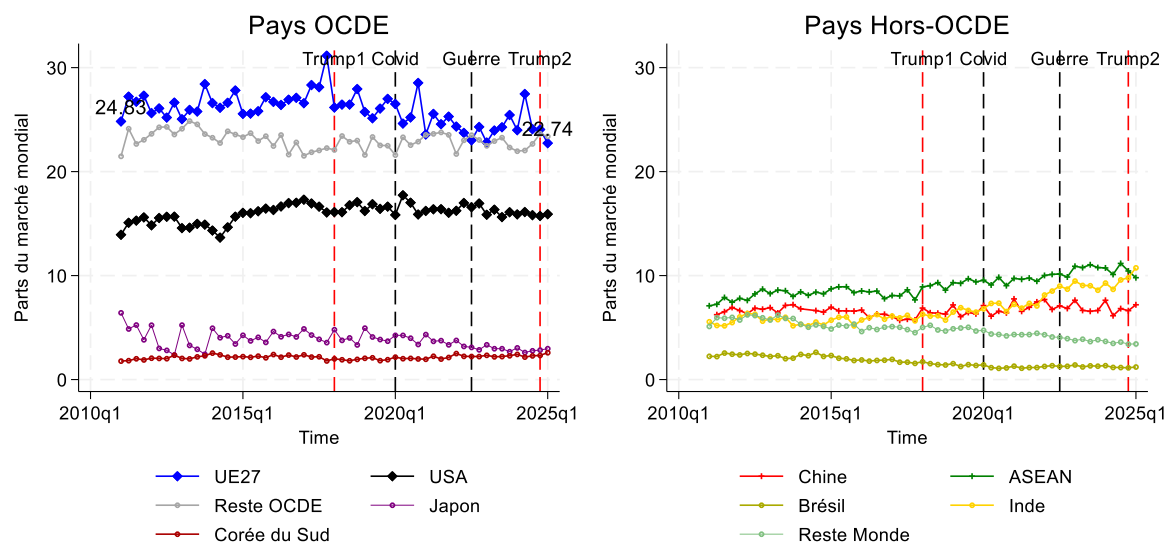 Pays OCDE
Parts du marché mondial
30
20
10
0
Trump1 Covid Guerre Trump2
24.83
22.74
2010q1 2015q1 2020q1 2025q1
Time
UE27 USA
Reste OCDE Japon
Corée du Sud
Pays Hors-OCDE
Parts du marché mondial
30
20
10
0
Trump1 Covid Guerre Trump2
2010q1 2015q1 2020q1 2025q1
Time
Chine ASEAN
Brésil Inde
Reste Monde